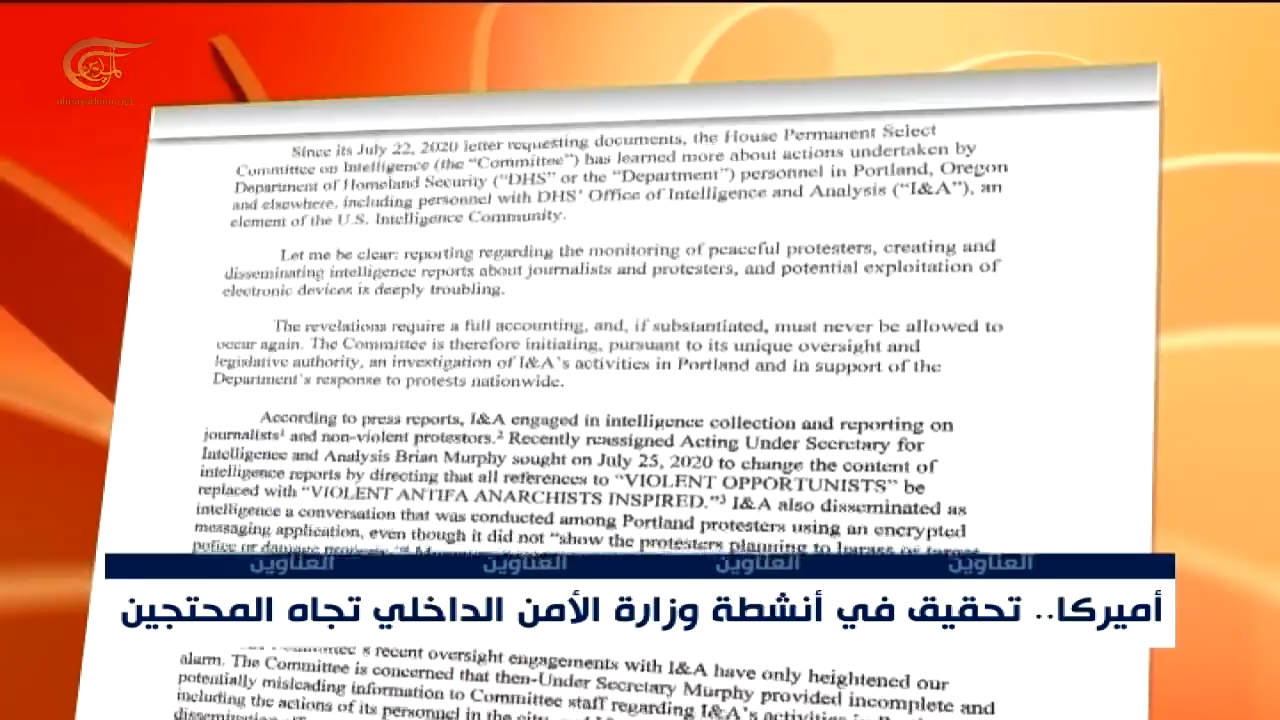 الميادين
almayadeen.net
Since its July 22, 2020 letter requesting documents, the House Permanent Select
Committee on Intelligence (the “Committee”) has learned more about actions undertaken by
Department of Homeland Security (“DHS” or the “Department”) personnel in Portland, Oregon
and elsewhere, including personnel with DHS’ Office of Intelligence and Analysis (“I&A”), an
element of the U.S. Intelligence Community.
Let me be clear: reporting regarding the monitoring of peaceful protesters, creating and
disseminating intelligence reports about journalists and protesters, and potential exploitation of
electronic devices is deeply troubling.
The revelations require a full accounting, and, if substantiated, must never be allowed to
occur again. The Committee is therefore initiating, pursuant to its unique oversight and
legislative authority, an investigation of I&A’s activities in Portland and in support of the
Department’s response to protests nationwide.
According to press reports, I&A engaged in intelligence collection and reporting on
journalists¹ and non-violent protestors.² Recently reassigned Acting Under Secretary for
Intelligence and Analysis Brian Murphy sought on July 25, 2020 to change the content of
intelligence reports by directing that all references to “VIOLENT OPPORTUNISTS” be
replaced with “VIOLENT ANTIFA ANARCHISTS INSPIRED.”³ I&A also disseminated as
intelligence a conversation that was conducted among Portland protesters using an encrypted
messaging application, even though it did not “show the protesters planning to harass or target
police or damage
العناوين العناوين العناوين العناوين
أميركا.. تحقيق في أنشطة وزارة الأمن الداخلي تجاه المحتجين
recent oversight engagements with I&A have only heightened our
alarm. The Committee is concerned that then-Under Secretary Murphy provided incomplete and
potentially misleading information to Committee staff regarding I&A’s activities in
including the actions of its personnel in the city, and